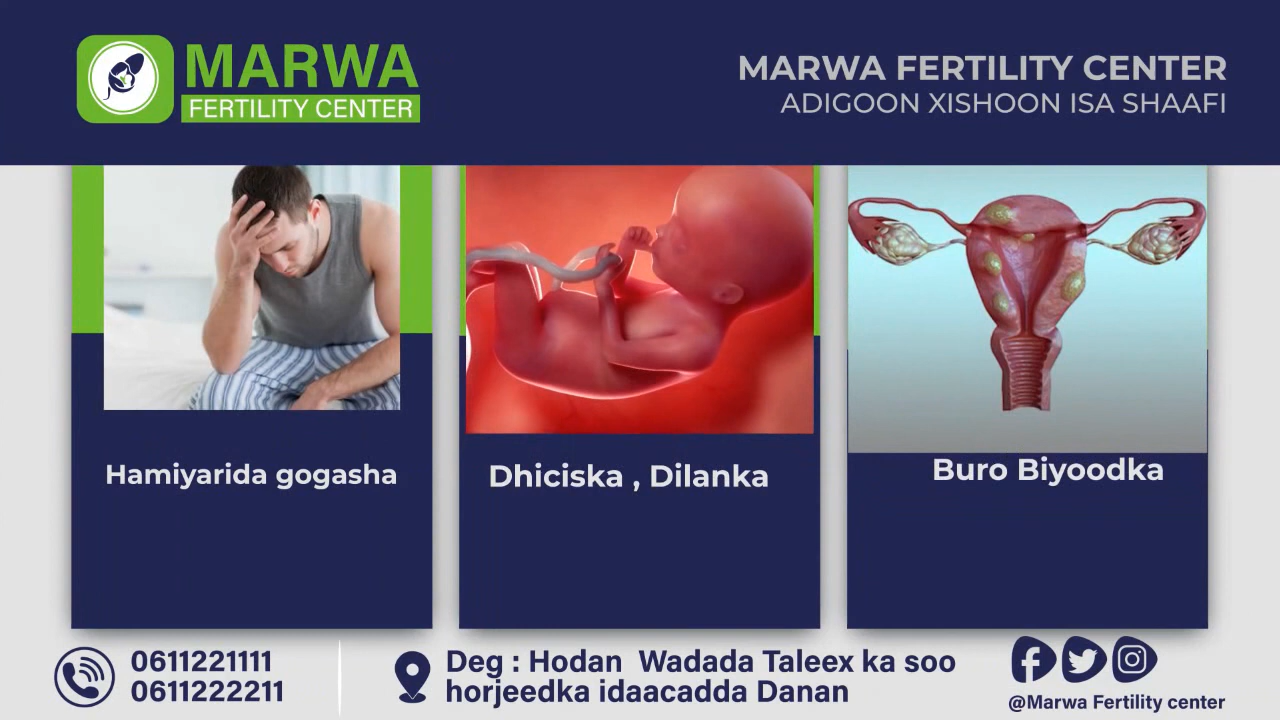 MARWA
FERTILITY CENTER
MARWA FERTILITY CENTER
ADIGOON XISHOON ISA SHAAFI
Hamiyarida gogasha
Dhiciska , Dilanka
Buro Biyoodka
0611221111
0611222211
Deg : Hodan Wadada Taleex ka soo
horjeedka idaacadda Danan
@Marwa Fertility center